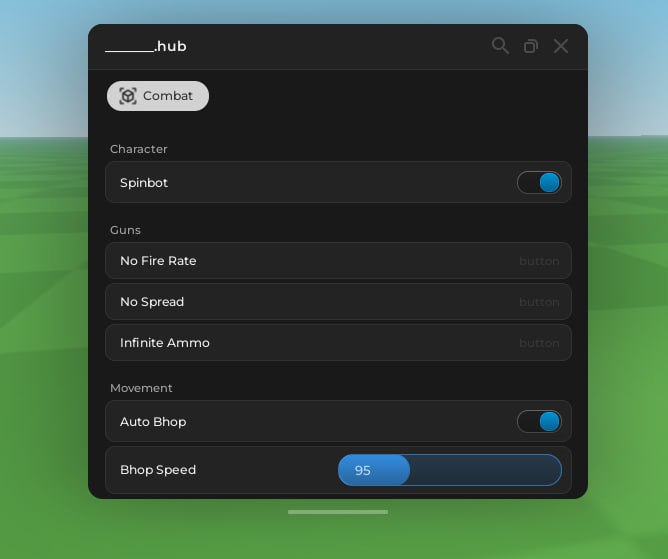 ______.hub
Combat
Character
Spinbot
Guns
No Fire Rate button
No Spread button
Infinite Ammo button
Movement
Auto Bhop
Bhop Speed 95